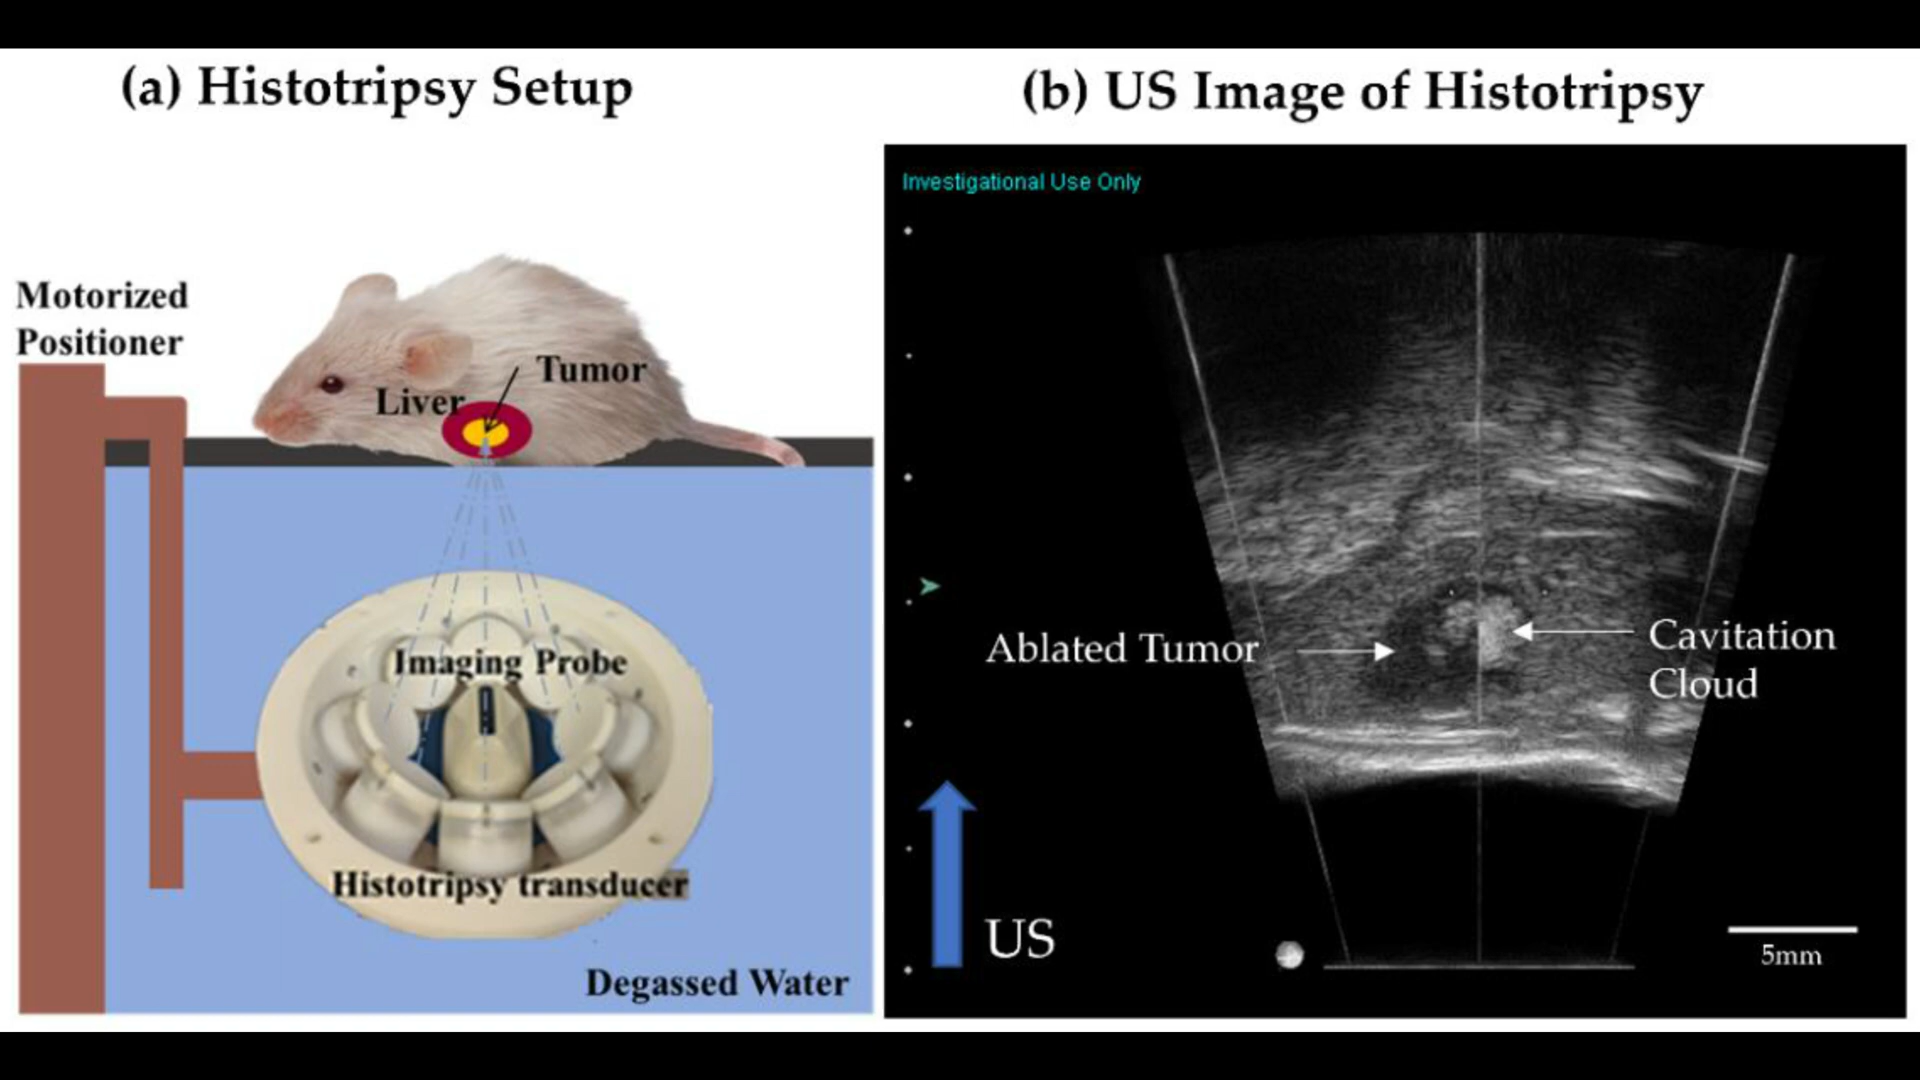 (a) Histotripsy Setup
Motorized
Positioner
Tumor
Liver
Imaging Probe
Histotripsy transducer
Degassed Water
(b) US Image of Histotripsy
Investigational Use Only
Ablated Tumor
Cavitation
Cloud
US
5mm